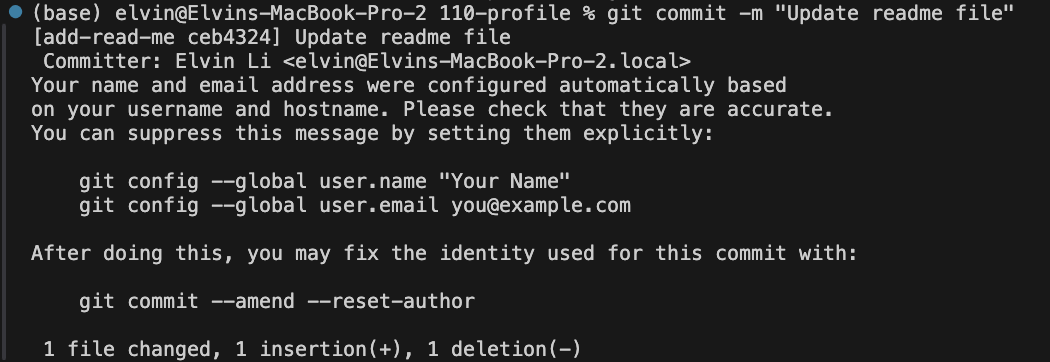 (base) elvin@Elvins-MacBook-Pro-2 110-profile % git commit -m "Update readme file"
[add-read-me ceb4324] Update readme file
 Committer: Elvin Li <elvin@Elvins-MacBook-Pro-2.local>
Your name and email address were configured automatically based
on your username and hostname. Please check that they are accurate.
You can suppress this message by setting them explicitly:

    git config --global user.name "Your Name"
    git config --global user.email you@example.com

After doing this, you may fix the identity used for this commit with:

    git commit --amend --reset-author

 1 file changed, 1 insertion(+), 1 deletion(-)